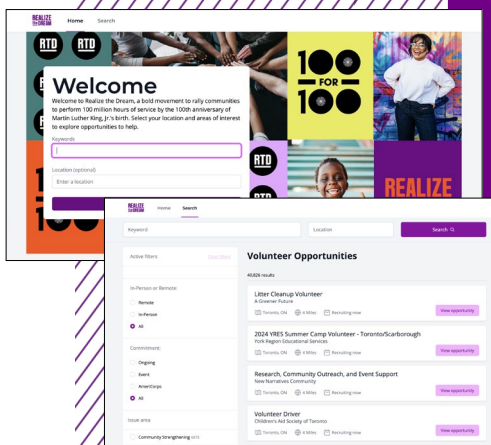 REALIZE
the DREAM
Home
Search
RTD
RTD
100
FOR
100
Welcome
Welcome to Realize the Dream, a bold movement to rally communities
to perform 100 million hours of service by the 100th anniversary of
Martin Luther King, Jr.'s birth. Select your location and areas of interest
to explore opportunities to help.
Keywords
Location (optional)
Enter a location
RTD
RTD
REALIZE
REALIZE
the DREAM
Home
Search
Keyword
Location
Search
Active filters
Volunteer Opportunities
40,826 results
In-Person or Remote:
Remote
In-Person
All
Commitment:
Ongoing
Event
AmeriCorps
All
Issue area
Community Strengthening
Litter Cleanup Volunteer
A Greener Future
Toronto, ON
4 Miles
Recruiting now
View opportunity
2024 YRES Summer Camp Volunteer - Toronto/Scarborough
York Region Educational Services
Toronto, ON
4 Miles
Recruiting now
View opportunity
Research, Community Outreach, and Event Support
New Narratives Community
Toronto, ON
4 Miles
Recruiting now
View opportunity
Volunteer Driver
Children's Aid Society of Toronto
Toronto, ON
4 Miles
Recruiting now
View opportunity